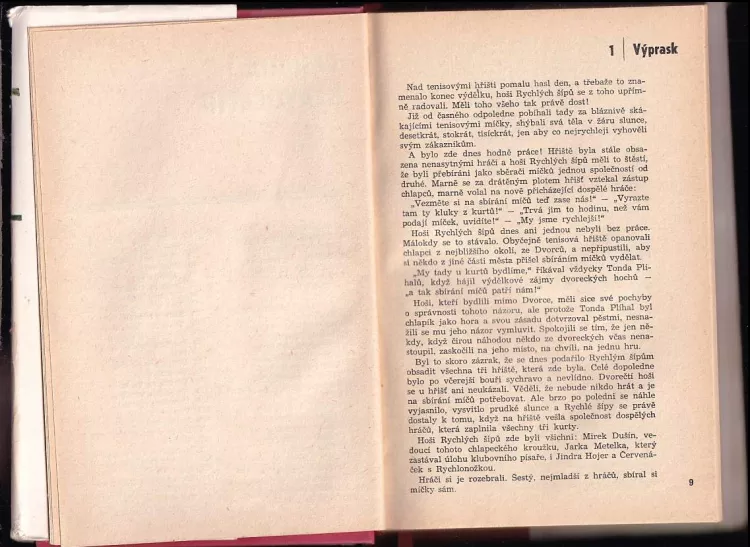 1 | Výprask
Nad tenisovými hřišti pomalu hasl den, a třebaže to zna-
menalo konec výdělku, hoši Rychlých šípů se z toho upřím-
ně radovali. Měli toho všeho tak právě dost!
Již od časného odpoledne pobíhali tady za bláznivě ská-
kajícími tenisovými míčky, shýbali svá těla v žáru slunce,
desetkrát, stokrát, tisíckrát, jen aby co nejrychleji vyhověli
svým zákazníkům.
A bylo zde dnes hodně práce! Hřiště byla stále obsa-
zena nenasytnými hráči a hoši Rychlých šípů měli to štěstí,
že byli přebíráni jako sběrači míčků jednou společností od
druhé. Marně se za drátěným plotem hřišť vztekal zástup
chlapců, marně volal na nově přicházející dospělé hráče:
„Vezměte si na sbírání míčů teď zase nás!“ — „Vyrazte
tam ty kluky z kurtů!“ — „Trvá jim to hodinu, než vám
podají míček, uvidíte!“ — „My jsme rychlejší!“
Hoši Rychlých šípů dnes ani jednou nebyli bez práce.
Málokdy se to stávalo. Obyčejně tenisová hřiště opanovali
chlapci z nejbližšího okolí, ze Dvorců, a nepřipustili, aby
si někdo z jiné části města přišel sbíráním míčků vydělat.
„My tady u kurtů bydlíme,“ říkával vždycky Tonda Plí-
halů, když hájil výdělkové zájmy dvoreckých hochů —
„a tak sbírání míčků patří nám!“
Hoši, kteří bydlili mimo Dvorce, měli sice své pochyby
o správnosti tohoto názoru, ale protože Tonda Plíhal byl
chlapík jako hora a svou zásadu dotvrzoval pěstmi, nesna-
žili se mu jeho názor vymluvit. Spokojili se tím, že jen ně-
kdy, když čirou náhodou někdo ze dvoreckých včas nena-
stoupil, zaskočili na jeho místo, na chvíli, na jednu hru.
Byl to skoro zázrak, že se dnes podařilo Rychlým šípům
obsadit všechna tři hřiště, která zde byla. Celé dopoledne
bylo po včerejší bouři sychravo a nevlídno. Dvorečtí hoši
se u hřišť ani neukázali. Věděli, že nebude nikdo hrát a je
na sbírání míčů potřebovat. Ale brzo po poledni se náhle
vyjasnilo, vysvitlo prudké slunce a Rychlé šípy se právě
dostaly k tomu, když na hřiště vešla společnost dospělých
hráčů, která zaplnila všechny tři kurty.
Hoši Rychlých šípů zde byli všichni: Mirek Dušín, ve-
doucí tohoto chlapeckého kroužku, Jarka Metelka, který
zastával úlohu klubovního písaře, i Jindra Hojer a Červená-
ček s Rychlonožkou.
Hráči si je rozebrali. Šestý, nejmladší z hráčů, sbíral si
míčky sám.
9